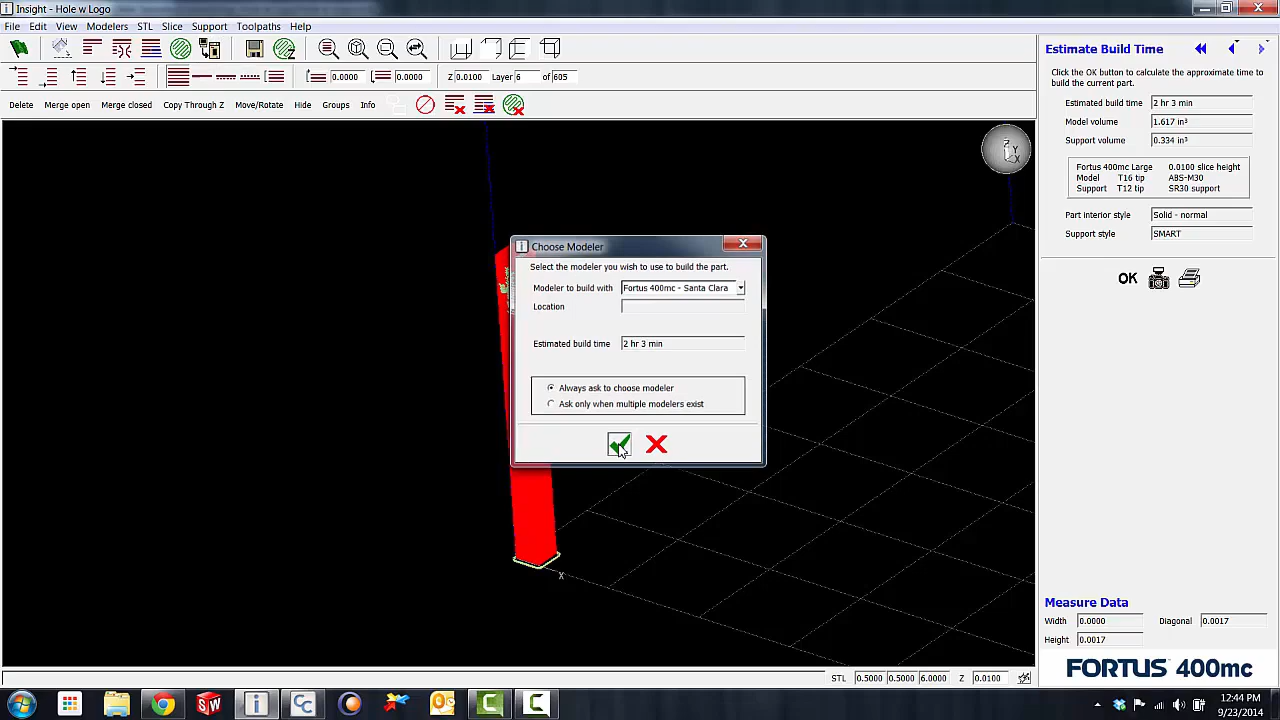 Insight - Hole w Logo
File Edit View Modelers STL Slice Support Toolpaths Help
0.0000 0.0000 Z 0.0100 Layer 6 of 605
Delete Merge open Merge closed Copy Through Z Move/Rotate Hide Groups Info
Z
Y
X
X
Choose Modeler
Select the modeler you wish to use to build the part.
Modeler to build with Fortus 400mc - Santa Clara
Location
Estimated build time 2 hr 3 min
Always ask to choose modeler
Ask only when multiple modelers exist
Estimate Build Time
Click the OK button to calculate the approximate time to
build the current part.
Estimated build time 2 hr 3 min
Model volume 1.617 in³
Support volume 0.334 in³
Fortus 400mc Large 0.0100 slice height
Model T16 tip ABS-M30
Support T12 tip SR30 support
Part interior style Solid - normal
Support style SMART
OK
Measure Data
Width 0.0000 Diagonal 0.0017
Height 0.0017
FORTUS 400mc
STL 0.5000 0.5000 6.0000 Z 0.0100
12:44 PM
9/23/2014